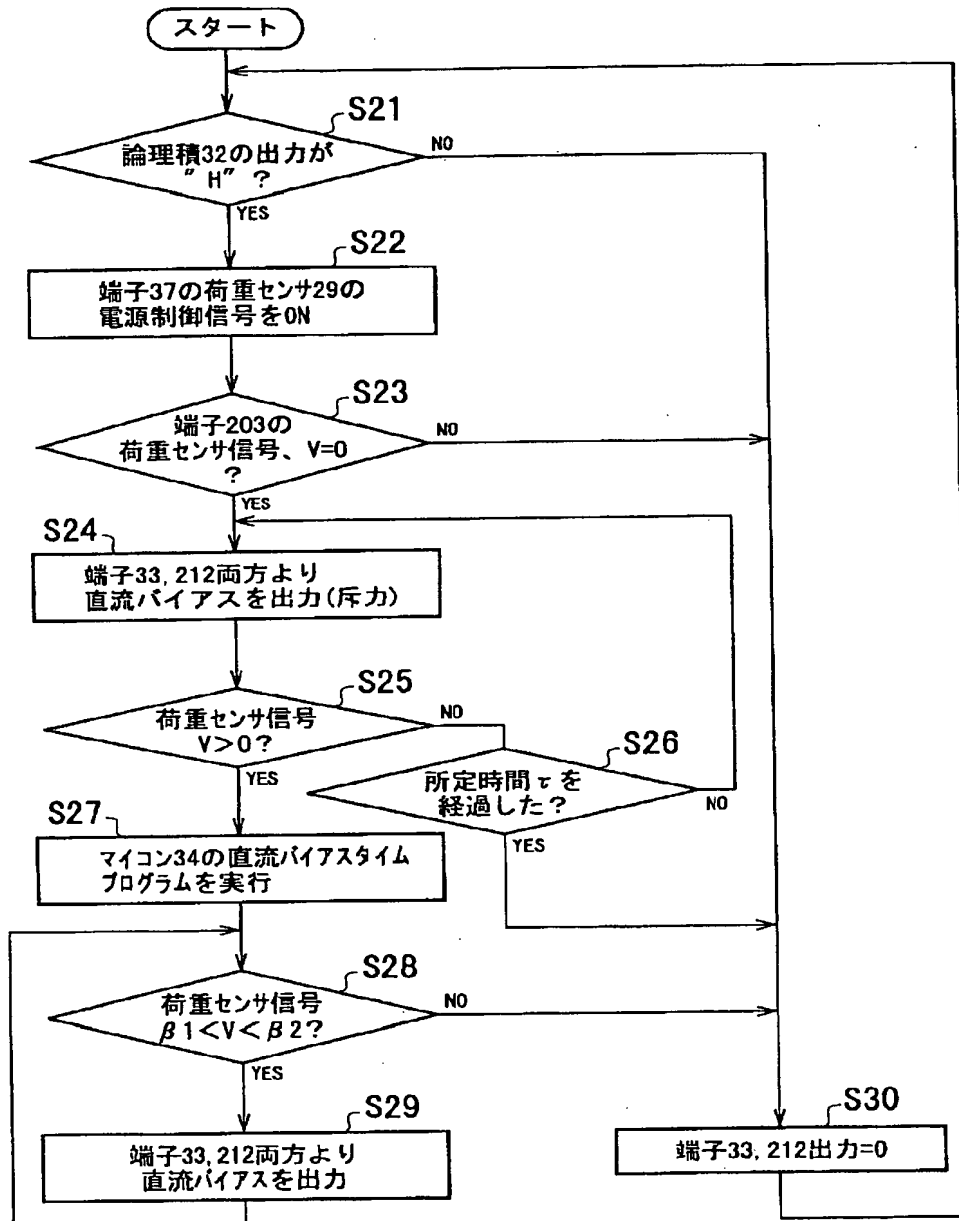 スタート
S21
論理積32の出力が
"H"?
NO
YES
S22
端子37の荷重センサ29の
電源制御信号をON
S23
端子203の
荷重センサ信号、V=0
?
NO
YES
S24
端子33,212両方より
直流バイアスを出力(斥力)
S25
荷重センサ信号
V>0?
NO
YES
S26
所定時間τを
経過した?
NO
YES
S27
マイコン34の直流バイアスタイム
プログラムを実行
S28
荷重センサ信号
β1<V<β2?
NO
YES
S29
端子33,212両方より
直流バイアスを出力
S30
端子33,212出力=0